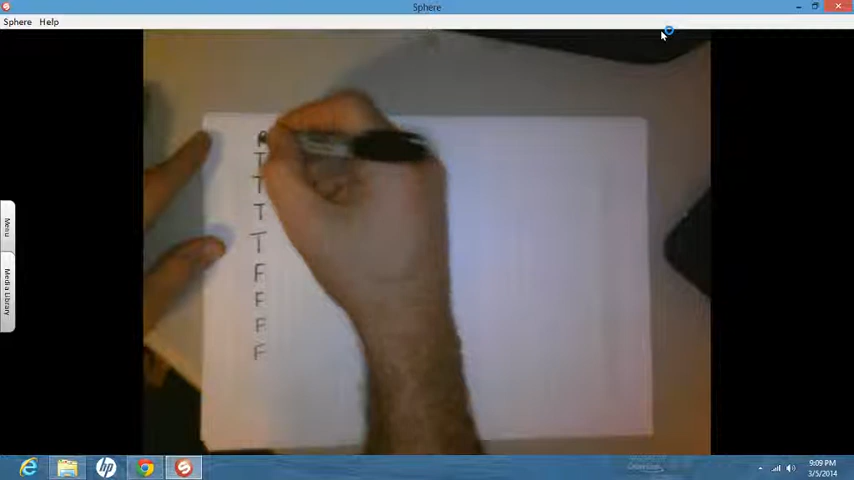 Sphere
Sphere Help
T
T
T
T
F
F
F
F
Menu
Media Library
9:09 PM
3/5/2014